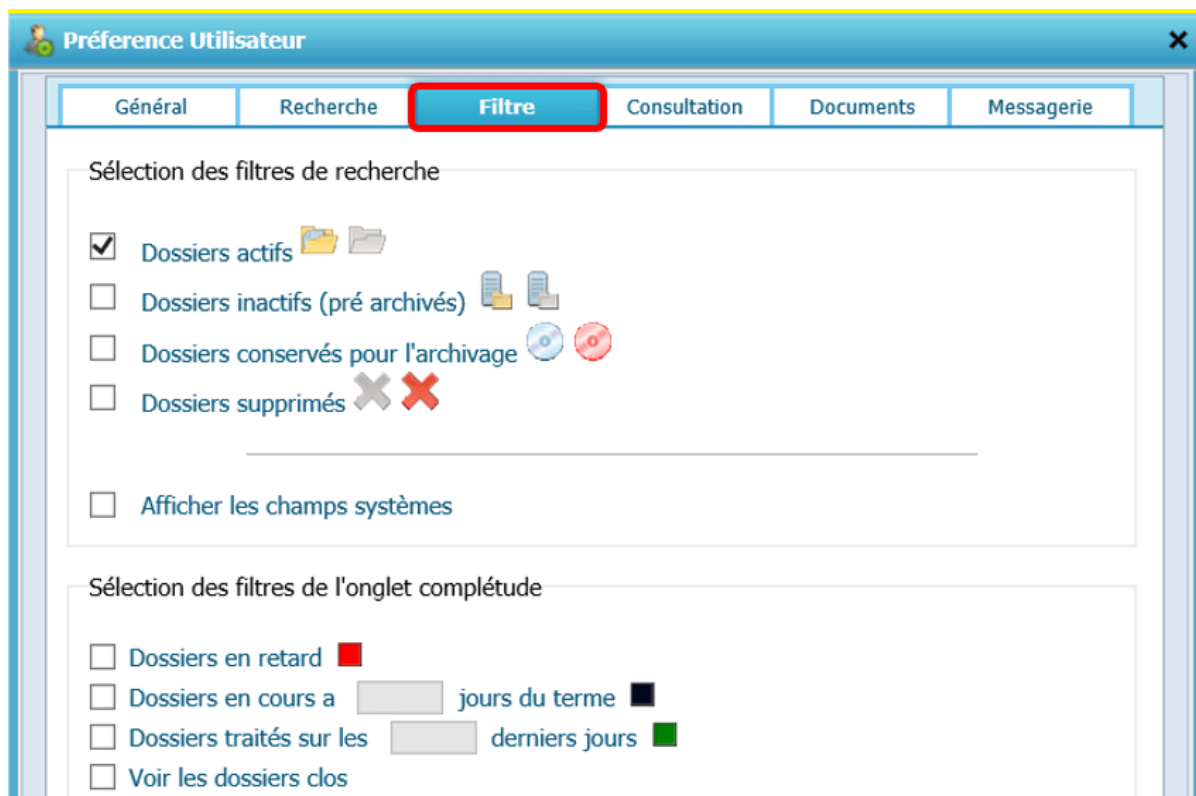 Préference Utilisateur
Général Recherche Filtre Consultation Documents Messagerie
Sélection des filtres de recherche
Dossiers actifs
Dossiers inactifs (pré archivés)
Dossiers conservés pour l'archivage
Dossiers supprimés
Afficher les champs systèmes
Sélection des filtres de l'onglet complétude
Dossiers en retard
Dossiers en cours a jours du terme
Dossiers traités sur les derniers jours
Voir les dossiers clos